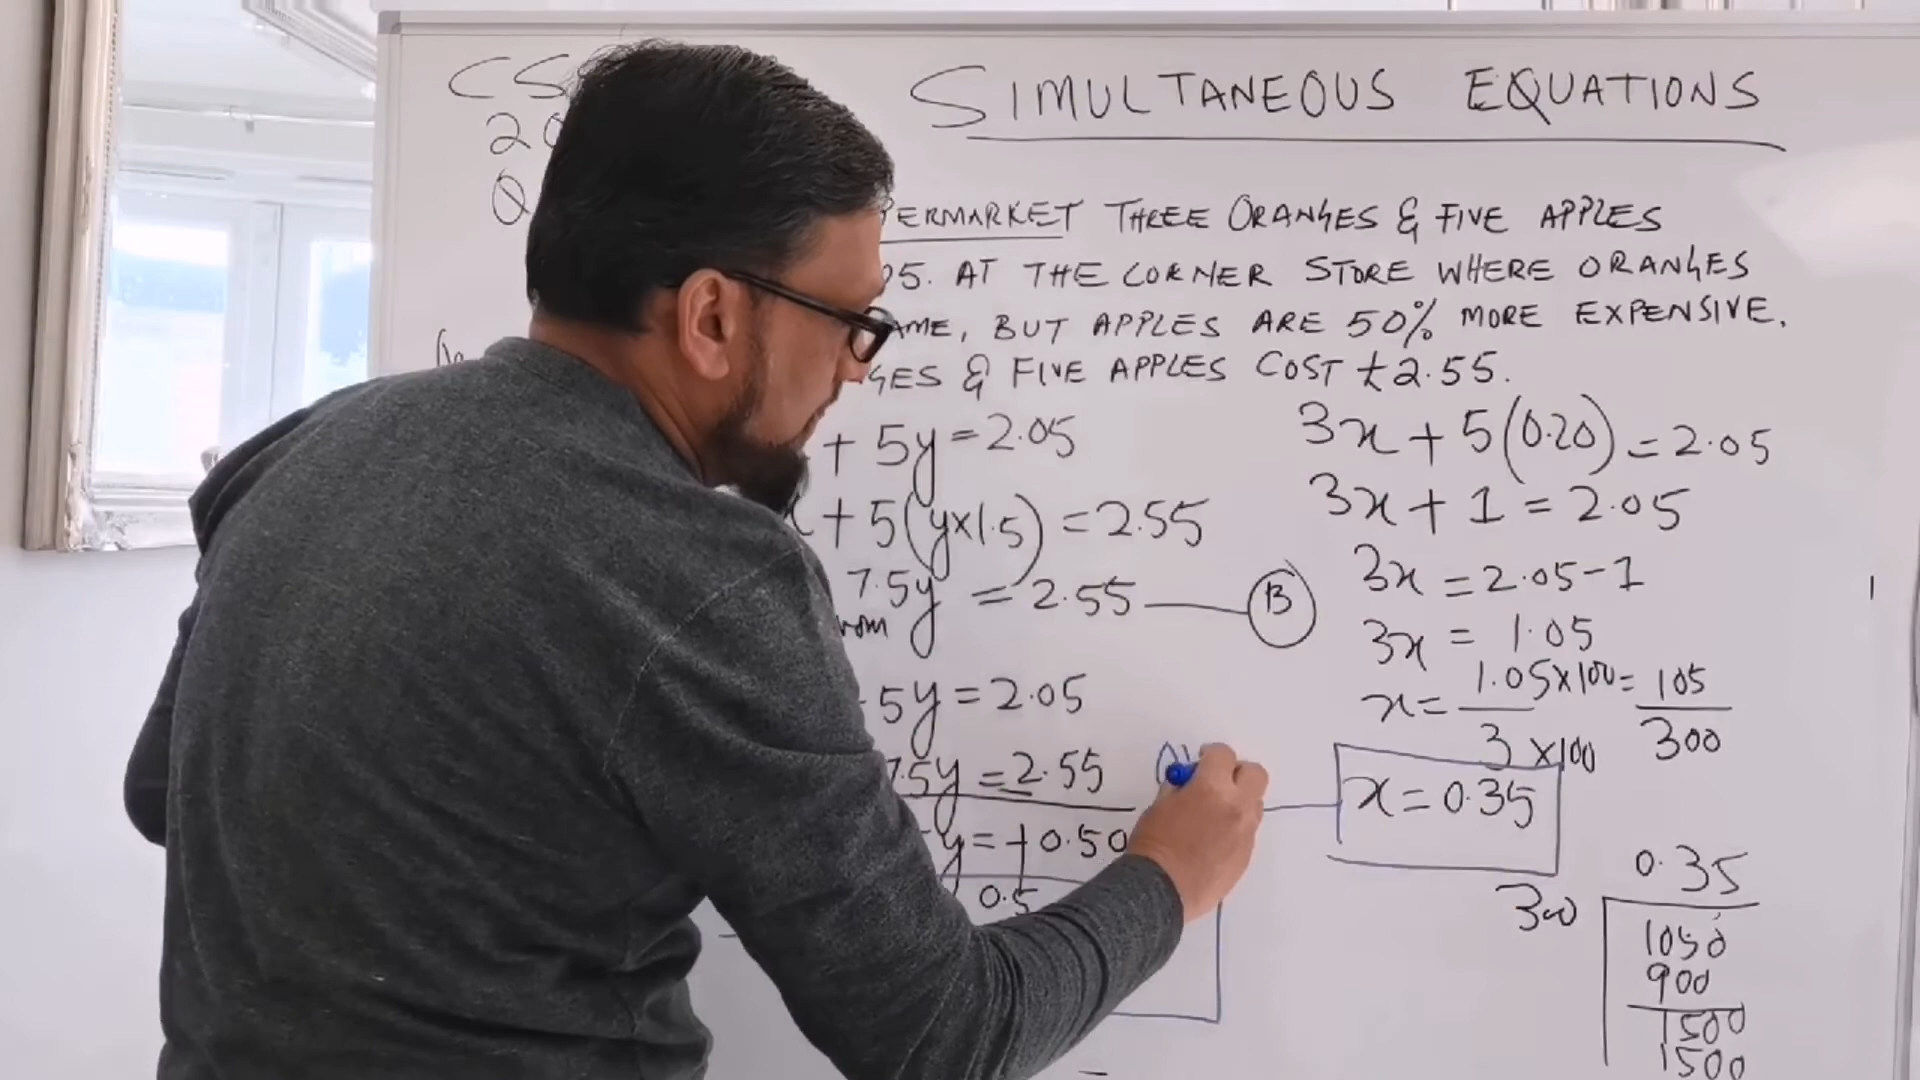 CS
SIMULTANEOUS EQUATIONS
20
Q
PERMARKET THREE ORANGES & FIVE APPLES
05. AT THE CORNER STORE WHERE ORANGES
AME, BUT APPLES ARE 50% MORE EXPENSIVE.
GES & FIVE APPLES COST £2.55.
+ 5y = 2.05
x + 5(y×1.5) = 2.55
7.5y = 2.55 B
rom
5y = 2.05
7.5y = 2.55
y = +0.50
0.5
3x + 5(0.20) = 2.05
3x + 1 = 2.05
3x = 2.05 - 1
3x = 1.05
x = 1.05×100 = 105
3 ×100 300
x = 0.35
0.35
300 1050
900
1500
1500